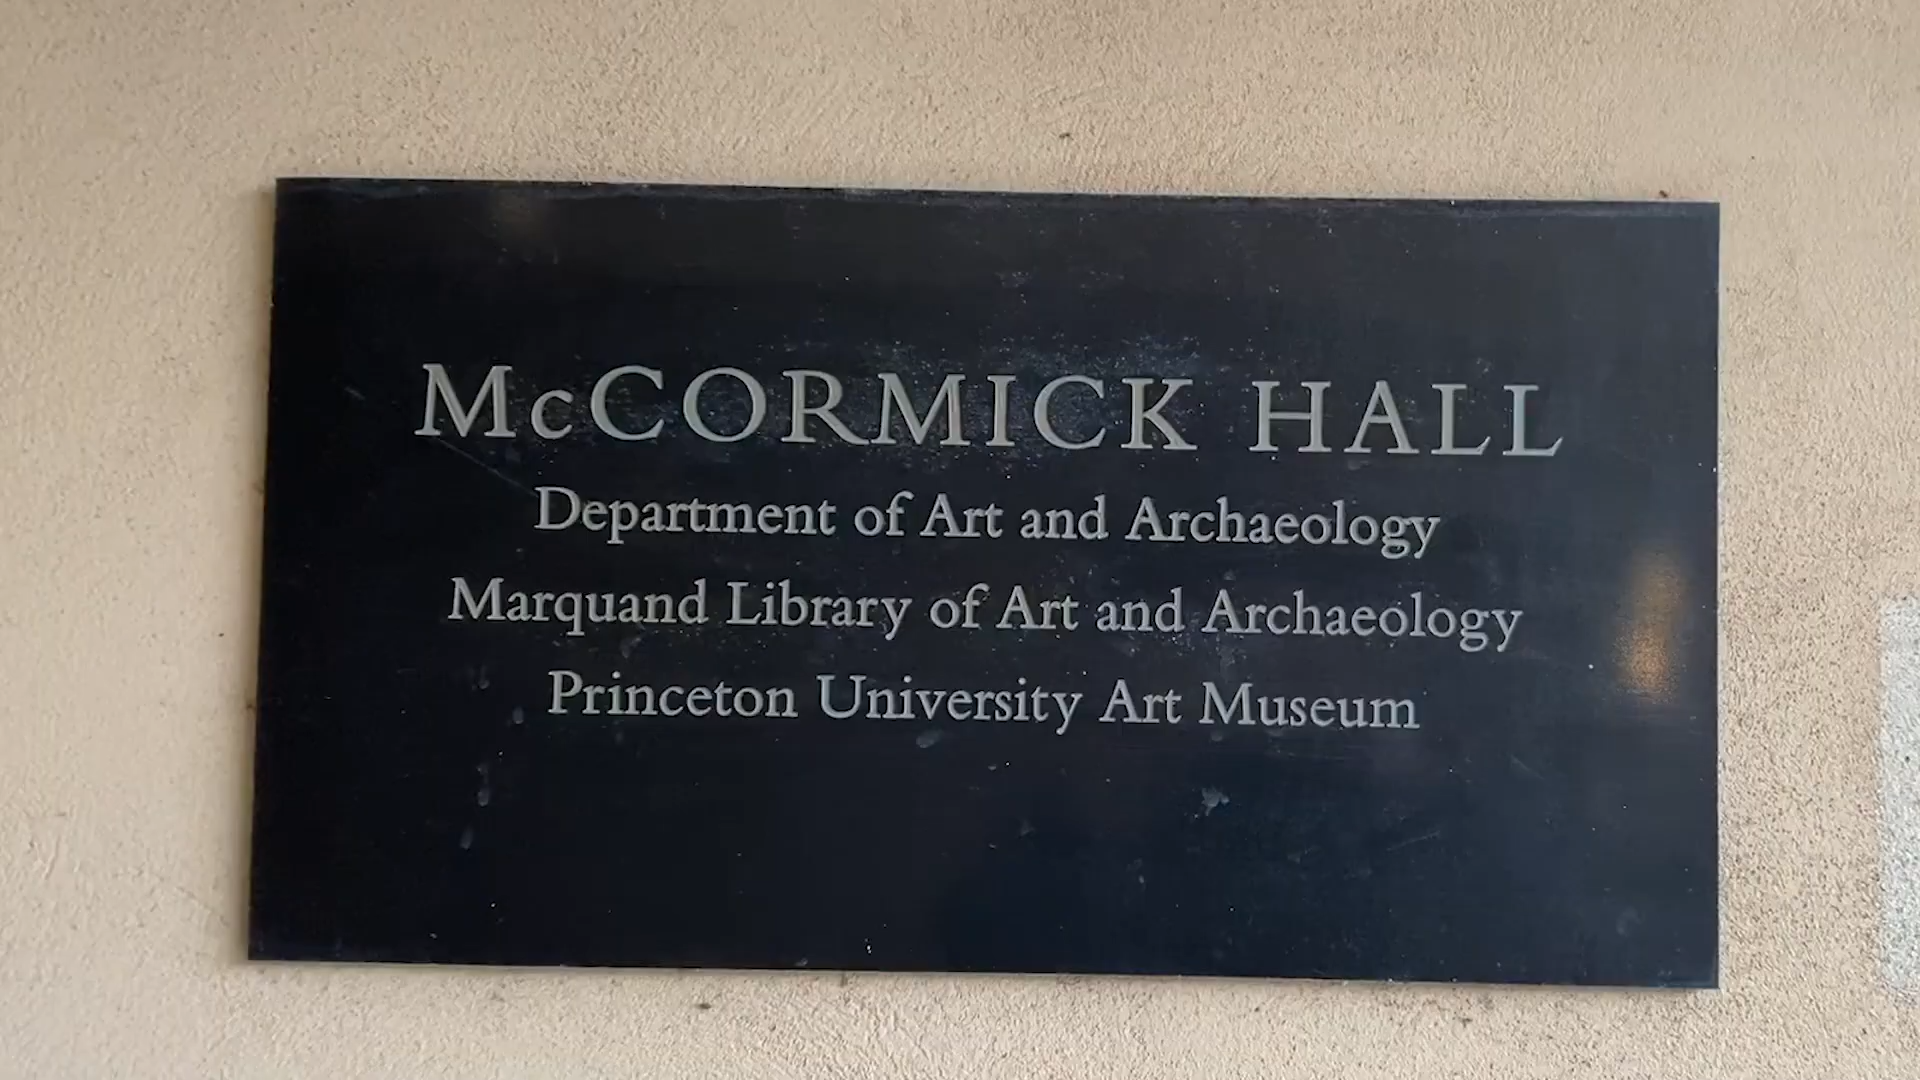 McCORMICK HALL
Department of Art and Archaeology
Marquand Library of Art and Archaeology
Princeton University Art Museum